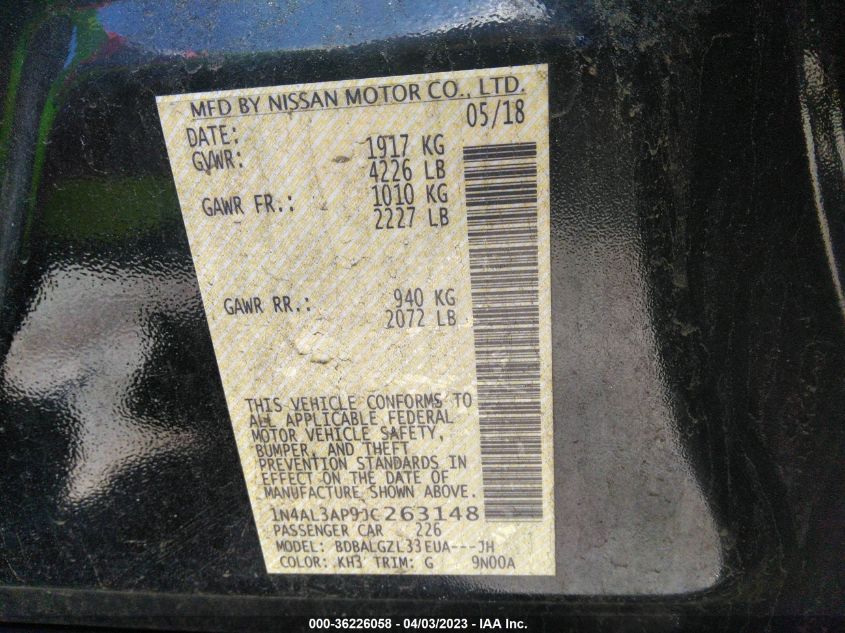 MFD BY NISSAN MOTOR CO., LTD.
DATE: 05/18
GVWR: 1917 KG
4226 LB
GAWR FR.: 1010 KG
2227 LB
GAWR RR.: 940 KG
2072 LB
THIS VEHICLE CONFORMS TO
ALL APPLICABLE FEDERAL
MOTOR VEHICLE SAFETY,
BUMPER, AND THEFT
PREVENTION STANDARDS IN
EFFECT ON THE DATE OF
MANUFACTURE SHOWN ABOVE.
1N4AL3AP9JC263148
PASSENGER CAR 226
MODEL: BDBALGZL33EUA---JH
COLOR: KH3 TRIM: G 9N00A
000-36226058 - 04/03/2023 - IAA Inc.